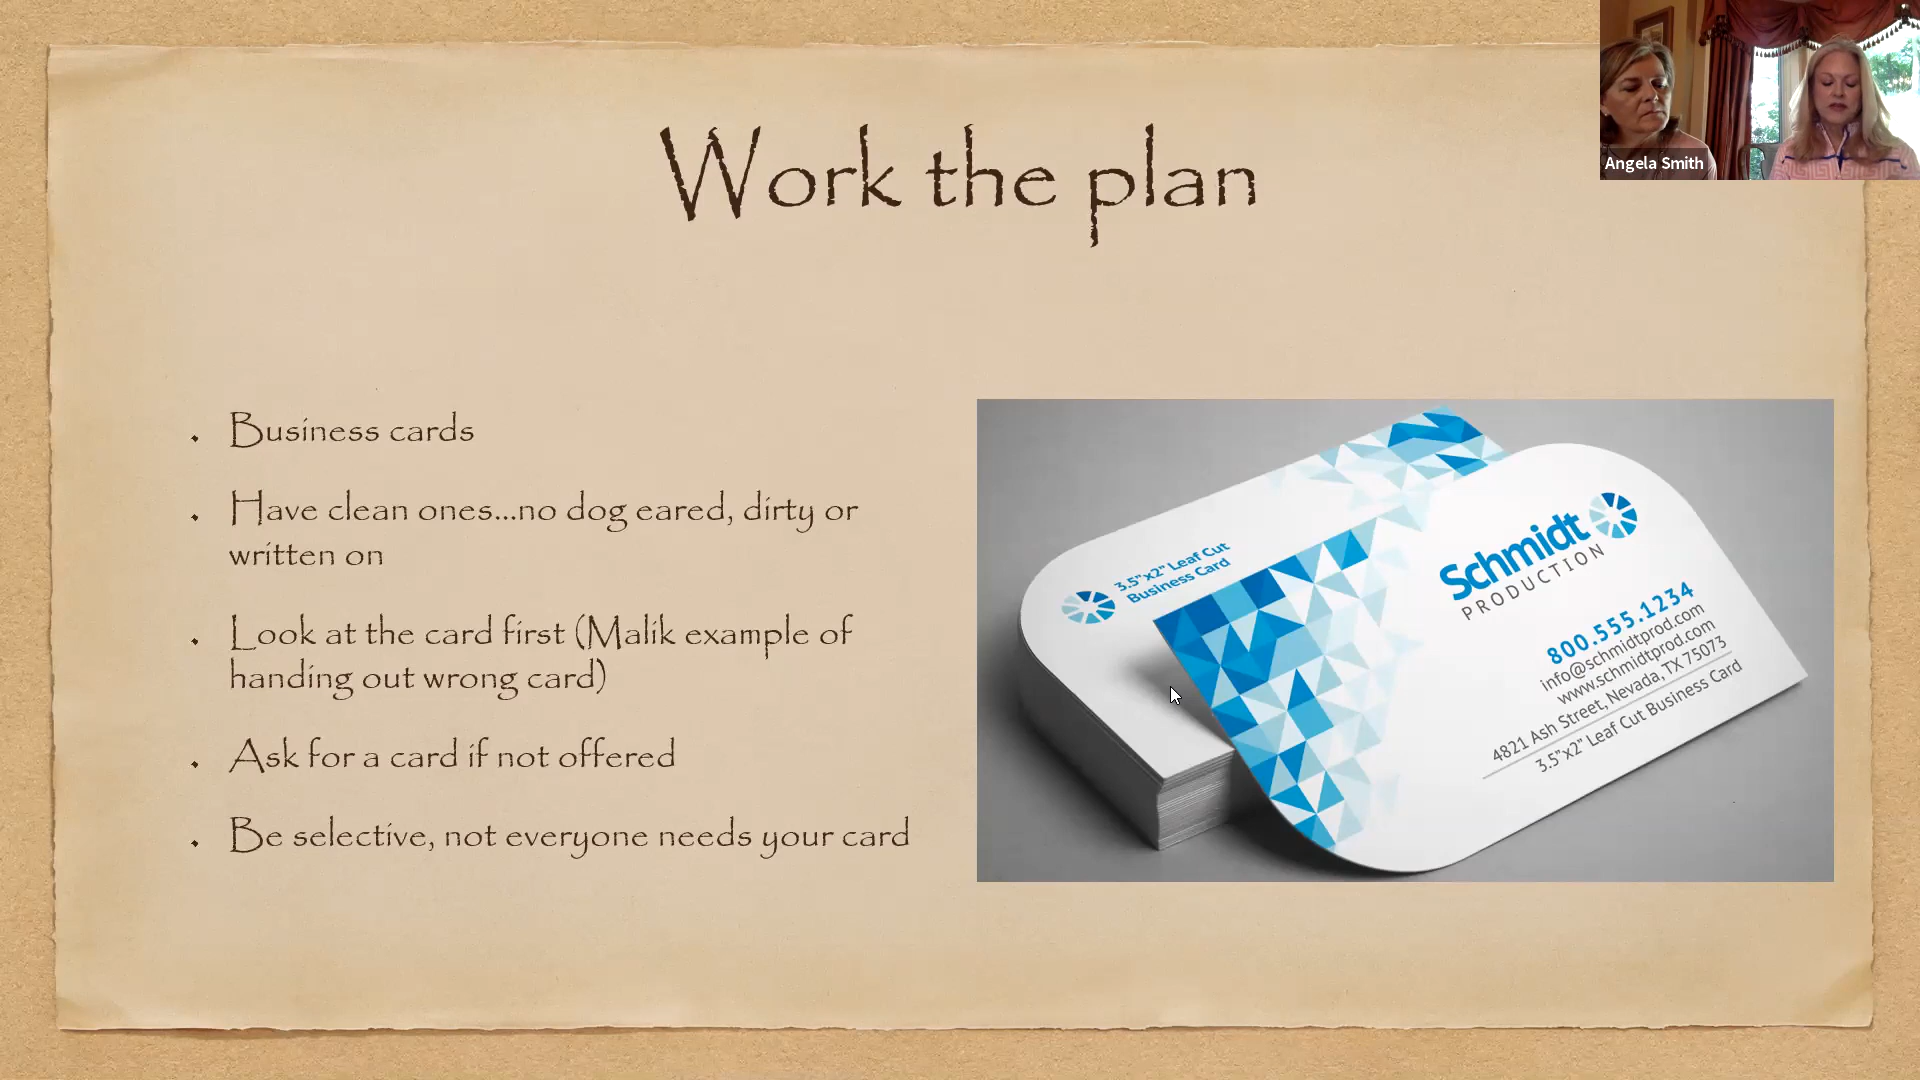 Angela Smith
Work the plan
Business cards
Have clean ones...no dog eared, dirty or
written on
Look at the card first (Malik example of
handing out wrong card)
Ask for a card if not offered
Be selective, not everyone needs your card
3.5"x2" Leaf Cut
Business Card
Schmidt
PRODUCTION
800.555.1234
info@schmidtprod.com
www.schmidtprod.com
4821 Ash Street, Nevada, TX 75073
3.5"x2" Leaf Cut Business Card